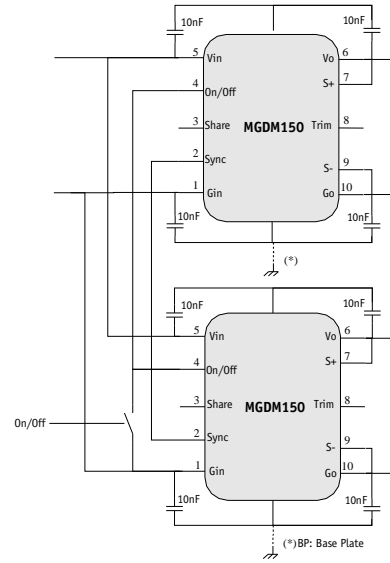 10nF
10nF
5 Vin
Vo 6
4 On/Off
S+ 7
3 Share
MGDM150
Trim 8
2 Sync
S- 9
1 Gin
Go 10
10nF
10nF
(*)
10nF
10nF
5 Vin
Vo 6
4 On/Off
S+ 7
3 Share
MGDM150
Trim 8
On/Off
2 Sync
S- 9
1 Gin
Go 10
10nF
10nF
(*)BP: Base Plate